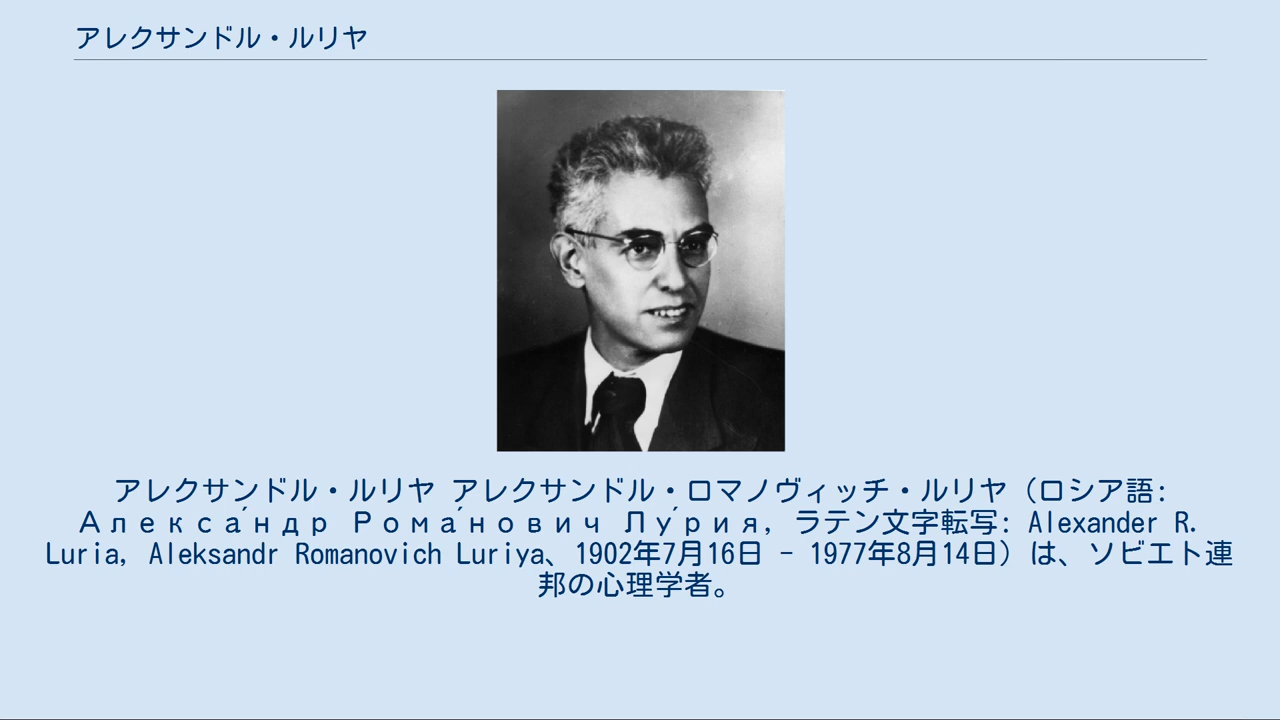 アレクサンドル・ルリヤ
アレクサンドル・ルリヤ アレクサンドル・ロマノヴィッチ・ルリヤ（ロシア語:
Алекса́ндр Рома́нович Лу́рия, ラテン文字転写: Alexander R.
Luria, Aleksandr Romanovich Luriya、1902年7月16日 - 1977年8月14日）は、ソビエト連
邦の心理学者。